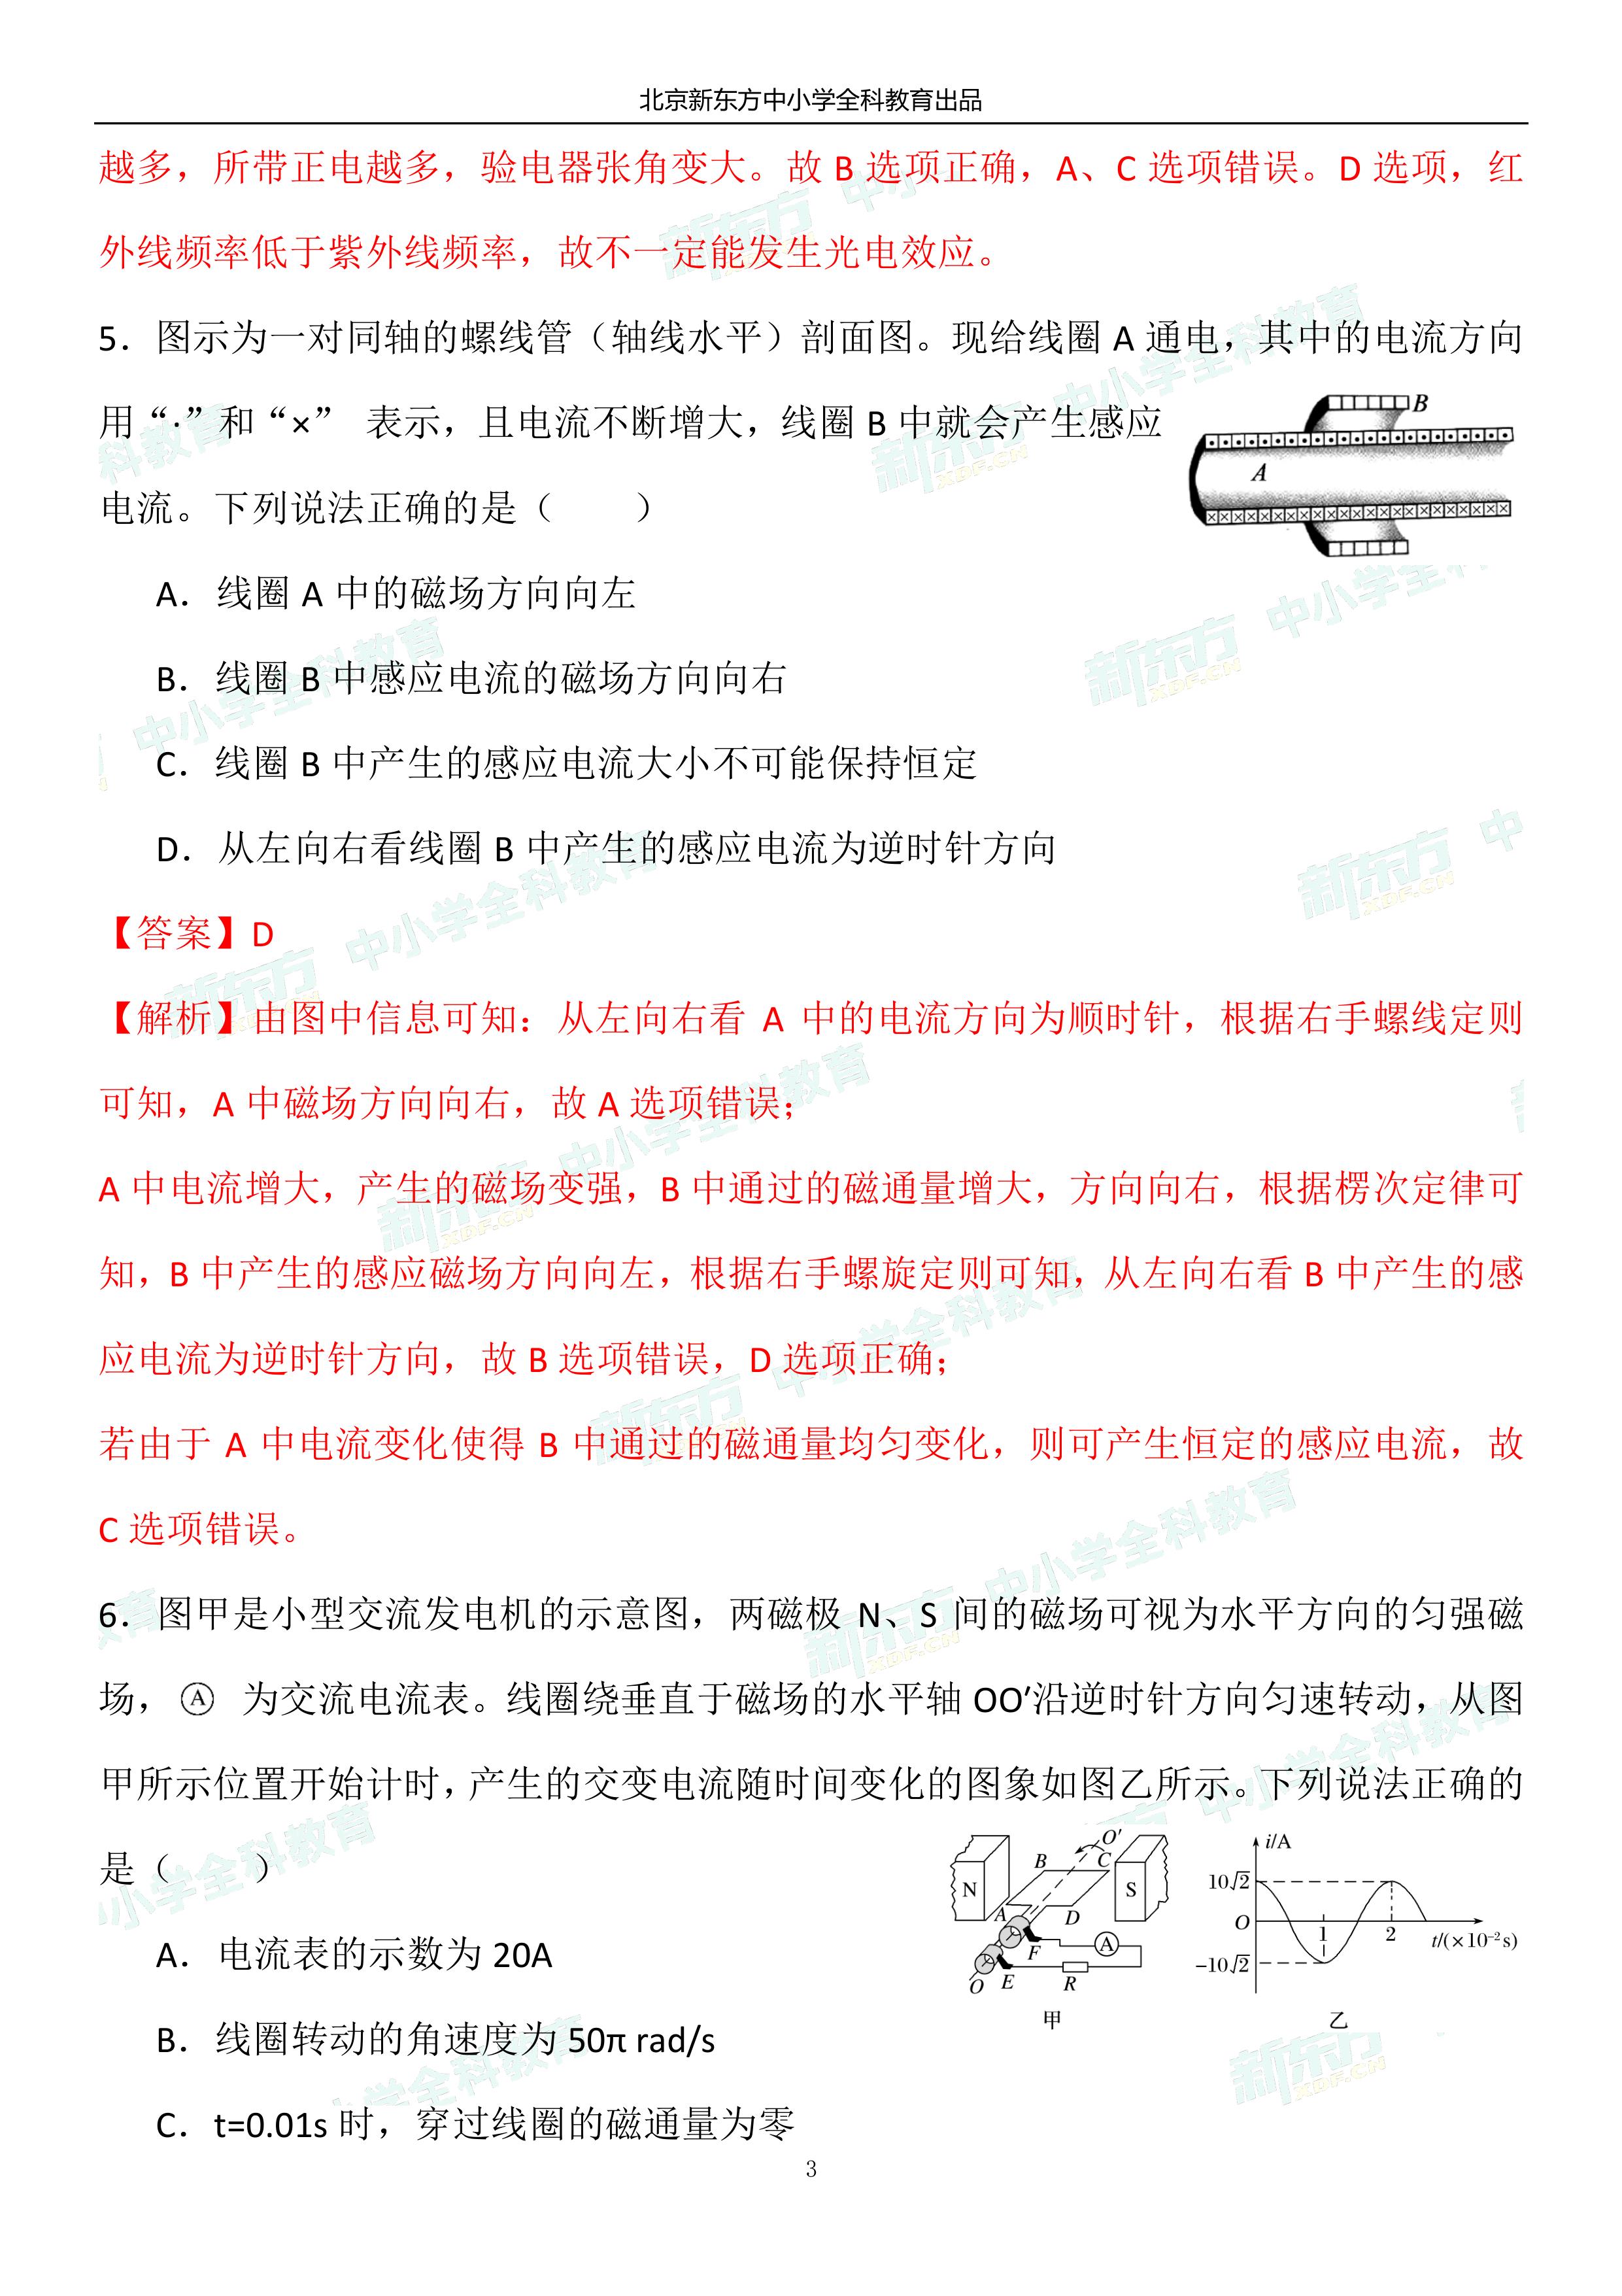 北京新东方中小学全科教育出品
越多，所带正电越多，验电器张角变大。故 B 选项正确，A、C 选项错误。D 选项，红
外线频率低于紫外线频率，故不一定能发生光电效应。
5．图示为一对同轴的螺线管（轴线水平）剖面图。现给线圈 A 通电，其中的电流方向
用“·”和“×” 表示，且电流不断增大，线圈 B 中就会产生感应
电流。下列说法正确的是（　　）
B
A
A．线圈 A 中的磁场方向向左
B．线圈 B 中感应电流的磁场方向向右
C．线圈 B 中产生的感应电流大小不可能保持恒定
D．从左向右看线圈 B 中产生的感应电流为逆时针方向
【答案】D
【解析】由图中信息可知：从左向右看 A 中的电流方向为顺时针，根据右手螺线定则
可知，A 中磁场方向向右，故 A 选项错误；
A 中电流增大，产生的磁场变强，B 中通过的磁通量增大，方向向右，根据楞次定律可
知，B 中产生的感应磁场方向向左，根据右手螺旋定则可知，从左向右看 B 中产生的感
应电流为逆时针方向，故 B 选项错误，D 选项正确；
若由于 A 中电流变化使得 B 中通过的磁通量均匀变化，则可产生恒定的感应电流，故
C 选项错误。
6．图甲是小型交流发电机的示意图，两磁极 N、S 间的磁场可视为水平方向的匀强磁
场，Ⓐ 为交流电流表。线圈绕垂直于磁场的水平轴 OO′沿逆时针方向匀速转动，从图
甲所示位置开始计时，产生的交变电流随时间变化的图象如图乙所示。下列说法正确的
是（　　）
N B O′ C S
A D
F A
O E R
甲
i/A
10√2
O 1 2 t/(×10⁻²s)
−10√2
乙
A．电流表的示数为 20A
B．线圈转动的角速度为 50π rad/s
C．t=0.01s 时，穿过线圈的磁通量为零
3
新东方 XDF.CN 中小学全科教育